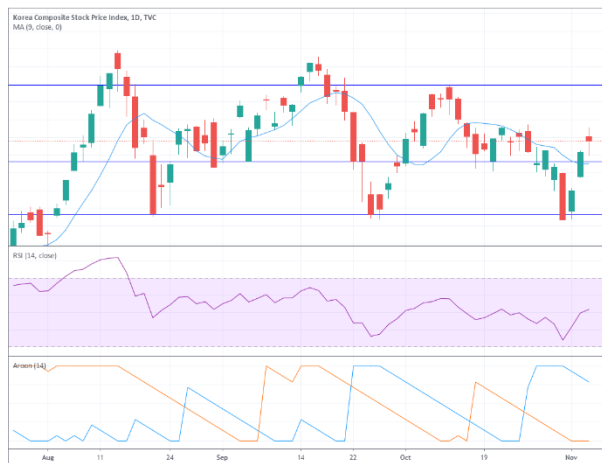 Korea Composite Stock Price Index, 1D, TVC
MA (9, close, 0)
RSI (14, close)
Aroon (14)
Aug 11 24 Sep 14 22 Oct 19 Nov